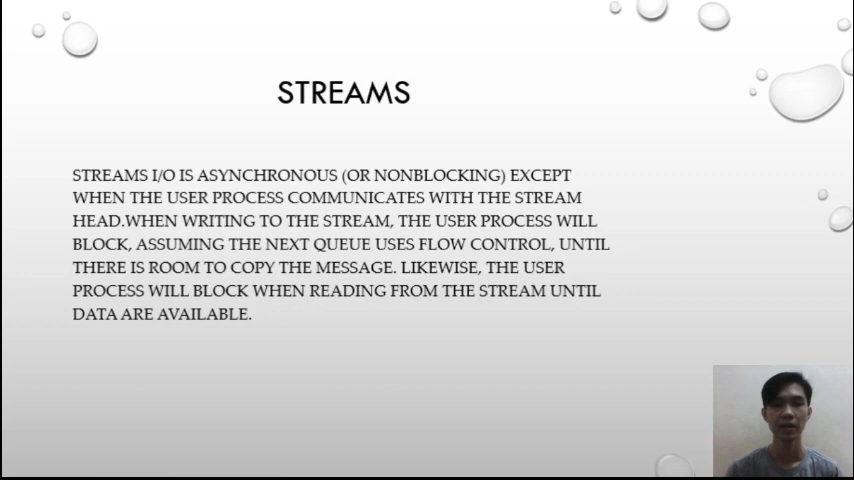 STREAMS
STREAMS I/O IS ASYNCHRONOUS (OR NONBLOCKING) EXCEPT
WHEN THE USER PROCESS COMMUNICATES WITH THE STREAM
HEAD.WHEN WRITING TO THE STREAM, THE USER PROCESS WILL
BLOCK, ASSUMING THE NEXT QUEUE USES FLOW CONTROL, UNTIL
THERE IS ROOM TO COPY THE MESSAGE. LIKEWISE, THE USER
PROCESS WILL BLOCK WHEN READING FROM THE STREAM UNTIL
DATA ARE AVAILABLE.